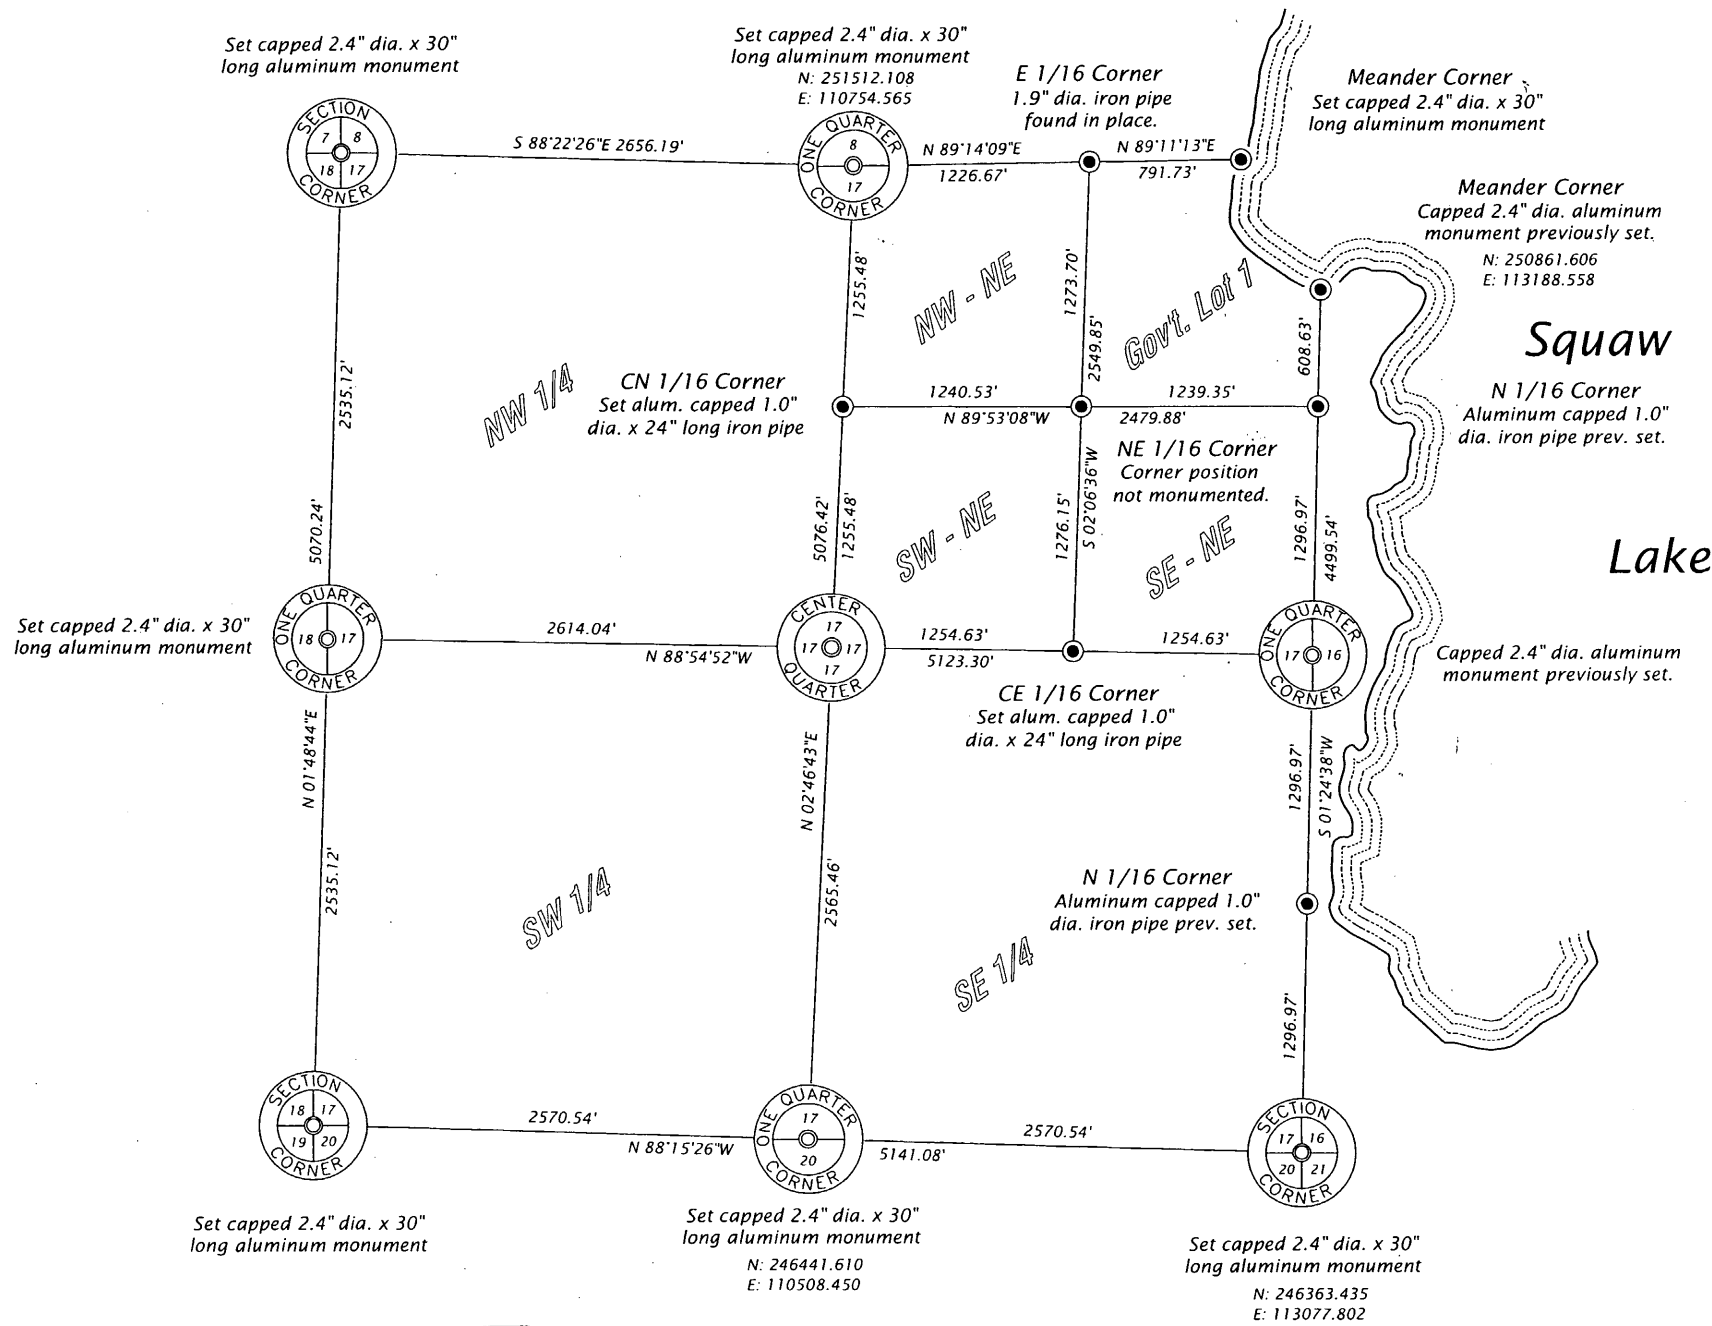 Set capped 2.4" dia. x 30"
long aluminum monument
Set capped 2.4" dia. x 30"
long aluminum monument
N: 251512.108
E: 110754.565
E 1/16 Corner
1.9" dia. iron pipe
found in place.
Meander Corner
Set capped 2.4" dia. x 30"
long aluminum monument
SECTION
7 8
18 17
CORNER
S 88°22'26"E 2656.19'
ONE QUARTER
8
17
CORNER
N 89°14'09"E
1226.67'
N 89°11'13"E
791.73'
Meander Corner
Capped 2.4" dia. aluminum
monument previously set.
N: 250861.606
E: 113188.558
2535.12'
5070.24'
NW 1/4
1255.48'
NW - NE
1273.70'
2549.85'
Gov't. Lot 1
608.63'
Squaw
CN 1/16 Corner
Set alum. capped 1.0"
dia. x 24" long iron pipe
1240.53'
N 89°53'08"W
1239.35'
2479.88'
N 1/16 Corner
Aluminum capped 1.0"
dia. iron pipe prev. set.
NE 1/16 Corner
Corner position
not monumented.
5076.42'
1255.48'
SW - NE
1276.15'
S 02°06'36"W
SE - NE
1296.97'
4499.54'
Lake
Set capped 2.4" dia. x 30"
long aluminum monument
ONE QUARTER
18 17
CORNER
2614.04'
N 88°54'52"W
CENTER
17
17 17
17
QUARTER
1254.63'
5123.30'
1254.63'
ONE QUARTER
17 16
CORNER
Capped 2.4" dia. aluminum
monument previously set.
CE 1/16 Corner
Set alum. capped 1.0"
dia. x 24" long iron pipe
N 01°48'44"E
2535.12'
N 02°46'43"E
2565.46'
1296.97'
S 01°24'38"W
SW 1/4
SE 1/4
N 1/16 Corner
Aluminum capped 1.0"
dia. iron pipe prev. set.
1296.97'
SECTION
18 17
19 20
CORNER
2570.54'
N 88°15'26"W
ONE QUARTER
17
20
CORNER
2570.54'
5141.08'
SECTION
17 16
20 21
CORNER
Set capped 2.4" dia. x 30"
long aluminum monument
Set capped 2.4" dia. x 30"
long aluminum monument
N: 246441.610
E: 110508.450
Set capped 2.4" dia. x 30"
long aluminum monument
N: 246363.435
E: 113077.802